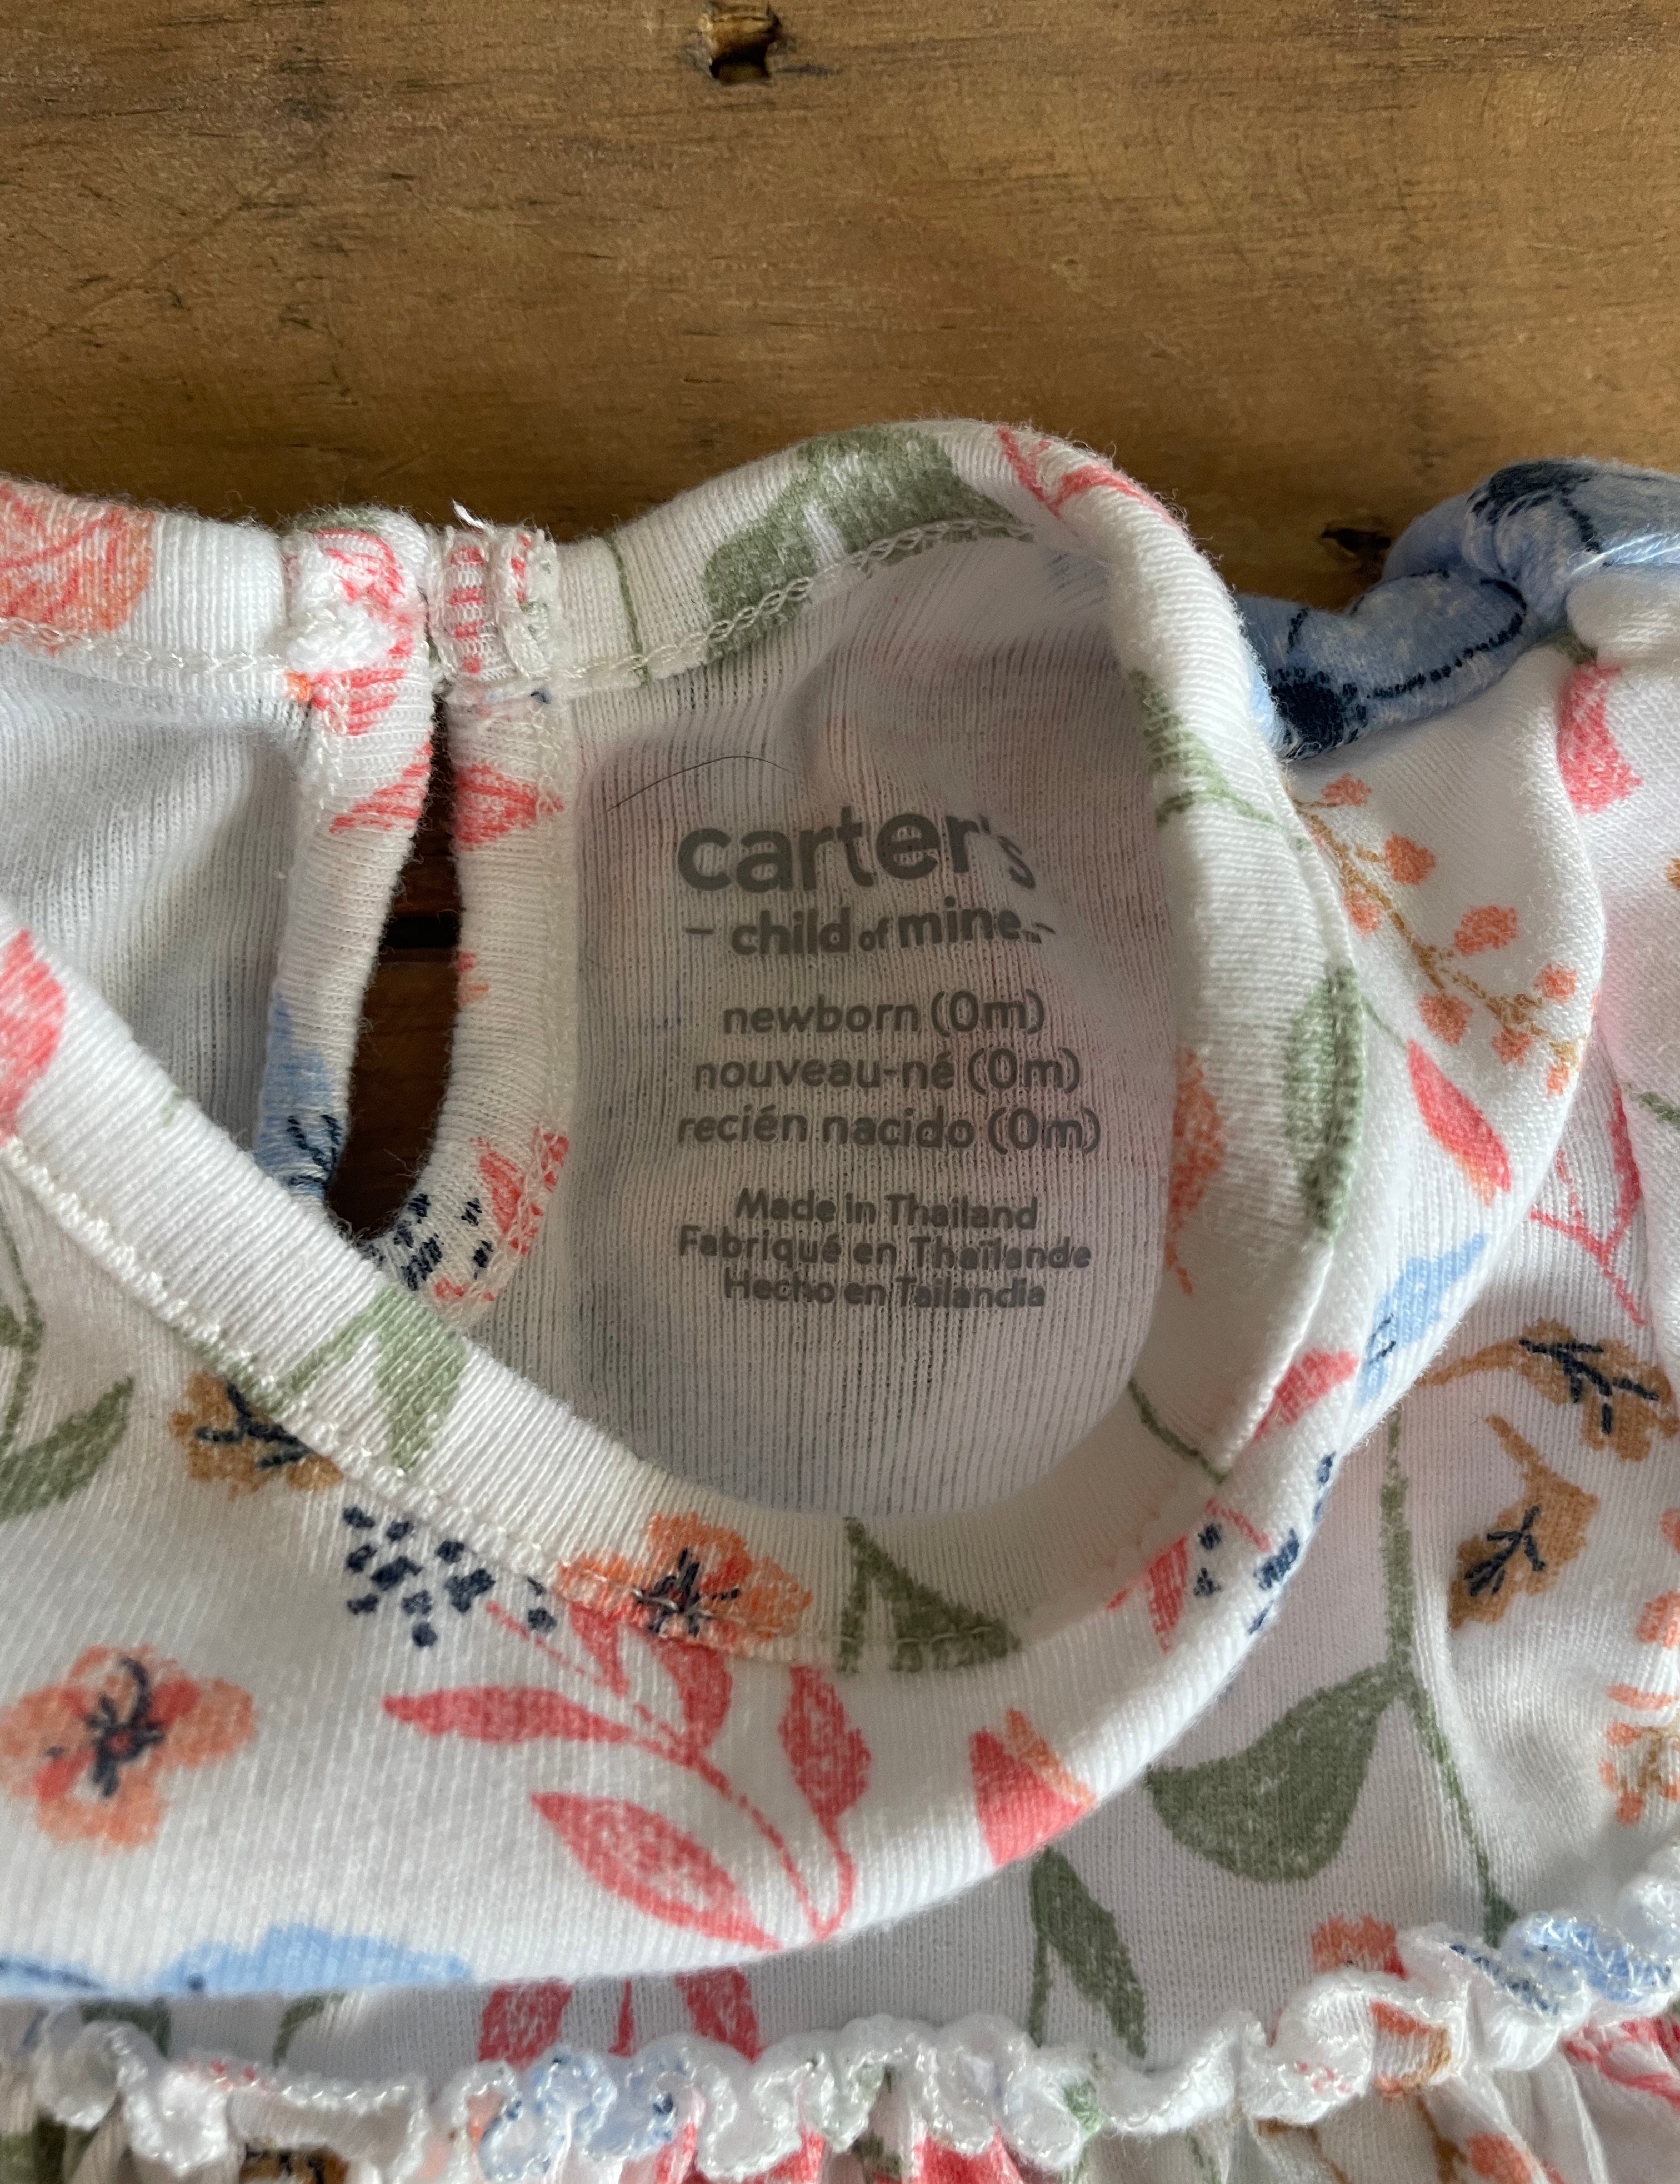 carter's
– child of mine. –
newborn (0m)
nouveau-né (0m)
recién nacido (0m)
Made in Thailand
Fabriqué en Thaïlande
Hecho en Tailandia